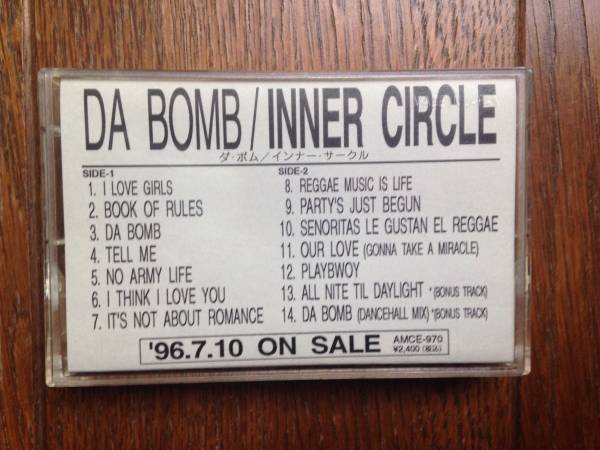 DA BOMB / INNER CIRCLE
ダ・ボム／インナー・サークル
SIDE-1
1. I LOVE GIRLS
2. BOOK OF RULES
3. DA BOMB
4. TELL ME
5. NO ARMY LIFE
6. I THINK I LOVE YOU
7. IT'S NOT ABOUT ROMANCE
SIDE-2
8. REGGAE MUSIC IS LIFE
9. PARTY'S JUST BEGUN
10. SENORITAS LE GUSTAN EL REGGAE
11. OUR LOVE (GONNA TAKE A MIRACLE)
12. PLAYBWOY
13. ALL NITE TIL DAYLIGHT *(BONUS TRACK)
14. DA BOMB (DANCEHALL MIX) *(BONUS TRACK)
'96.7.10 ON SALE
AMCE-970
¥2,400 (税込)